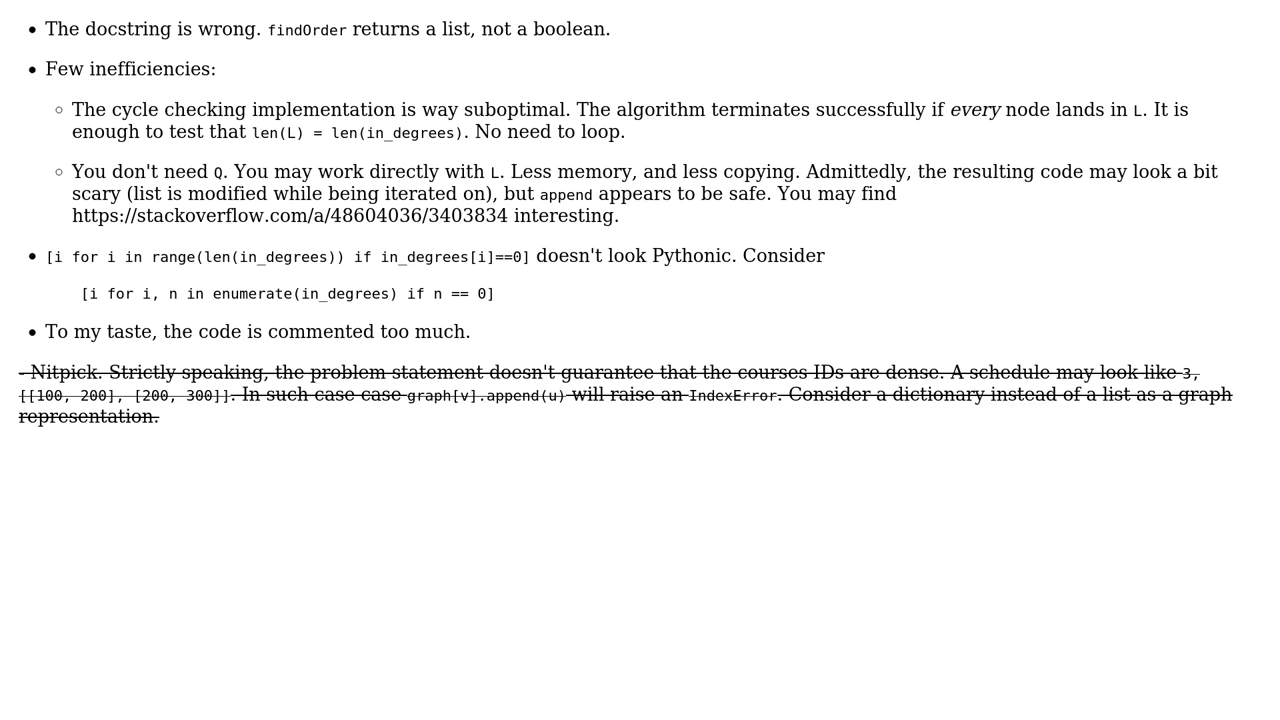 The docstring is wrong. findOrder returns a list, not a boolean.
Few inefficiencies:
The cycle checking implementation is way suboptimal. The algorithm terminates successfully if every node lands in L. It is
enough to test that len(L) = len(in_degrees). No need to loop.
You don't need Q. You may work directly with L. Less memory, and less copying. Admittedly, the resulting code may look a bit
scary (list is modified while being iterated on), but append appears to be safe. You may find
https://stackoverflow.com/a/48604036/3403834 interesting.
[i for i in range(len(in_degrees)) if in_degrees[i]==0] doesn't look Pythonic. Consider
[i for i, n in enumerate(in_degrees) if n == 0]
To my taste, the code is commented too much.
- Nitpick. Strictly speaking, the problem statement doesn't guarantee that the courses IDs are dense. A schedule may look like 3,
[[100, 200], [200, 300]]. In such case case graph[v].append(u) will raise an IndexError. Consider a dictionary instead of a list as a graph
representation.